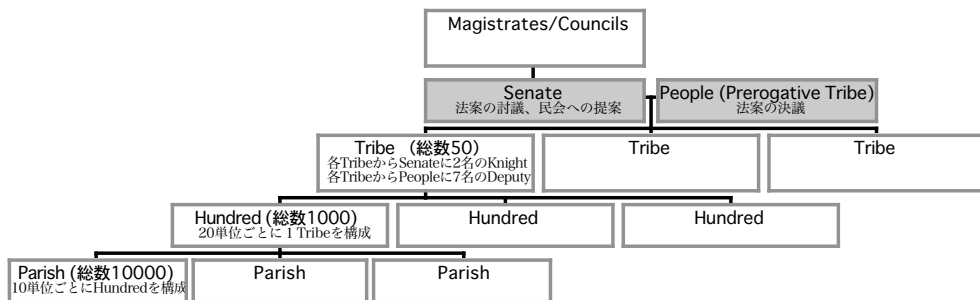 Magistrates/Councils
Senate
法案の討議、民会への提案
People (Prerogative Tribe)
法案の決議
Tribe （総数50）
各TribeからSenateに2名のKnight
各TribeからPeopleに7名のDeputy
Tribe
Tribe
Hundred (総数1000)
20単位ごとに１Tribeを構成
Hundred
Hundred
Parish (総数10000)
10単位ごとにHundredを構成
Parish
Parish